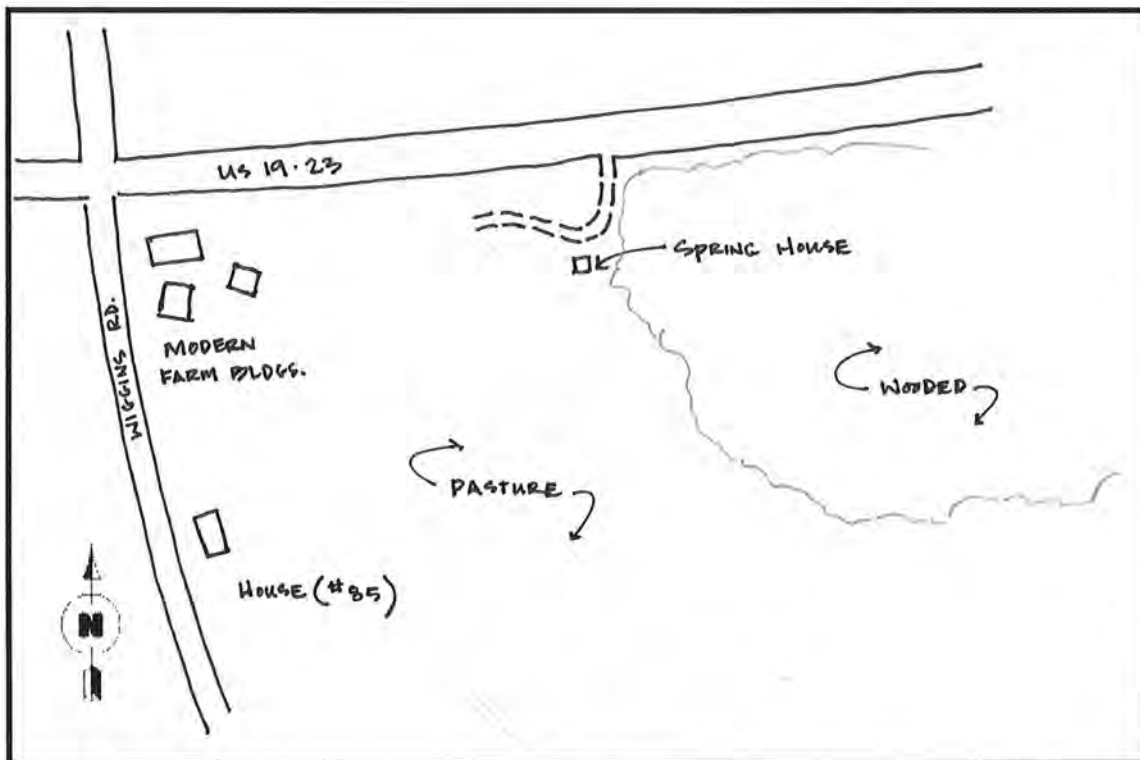 US 19·23
SPRING HOUSE
WIGGINS RD.
MODERN
FARM BLDGS.
WOODED
PASTURE
HOUSE (#85)
N